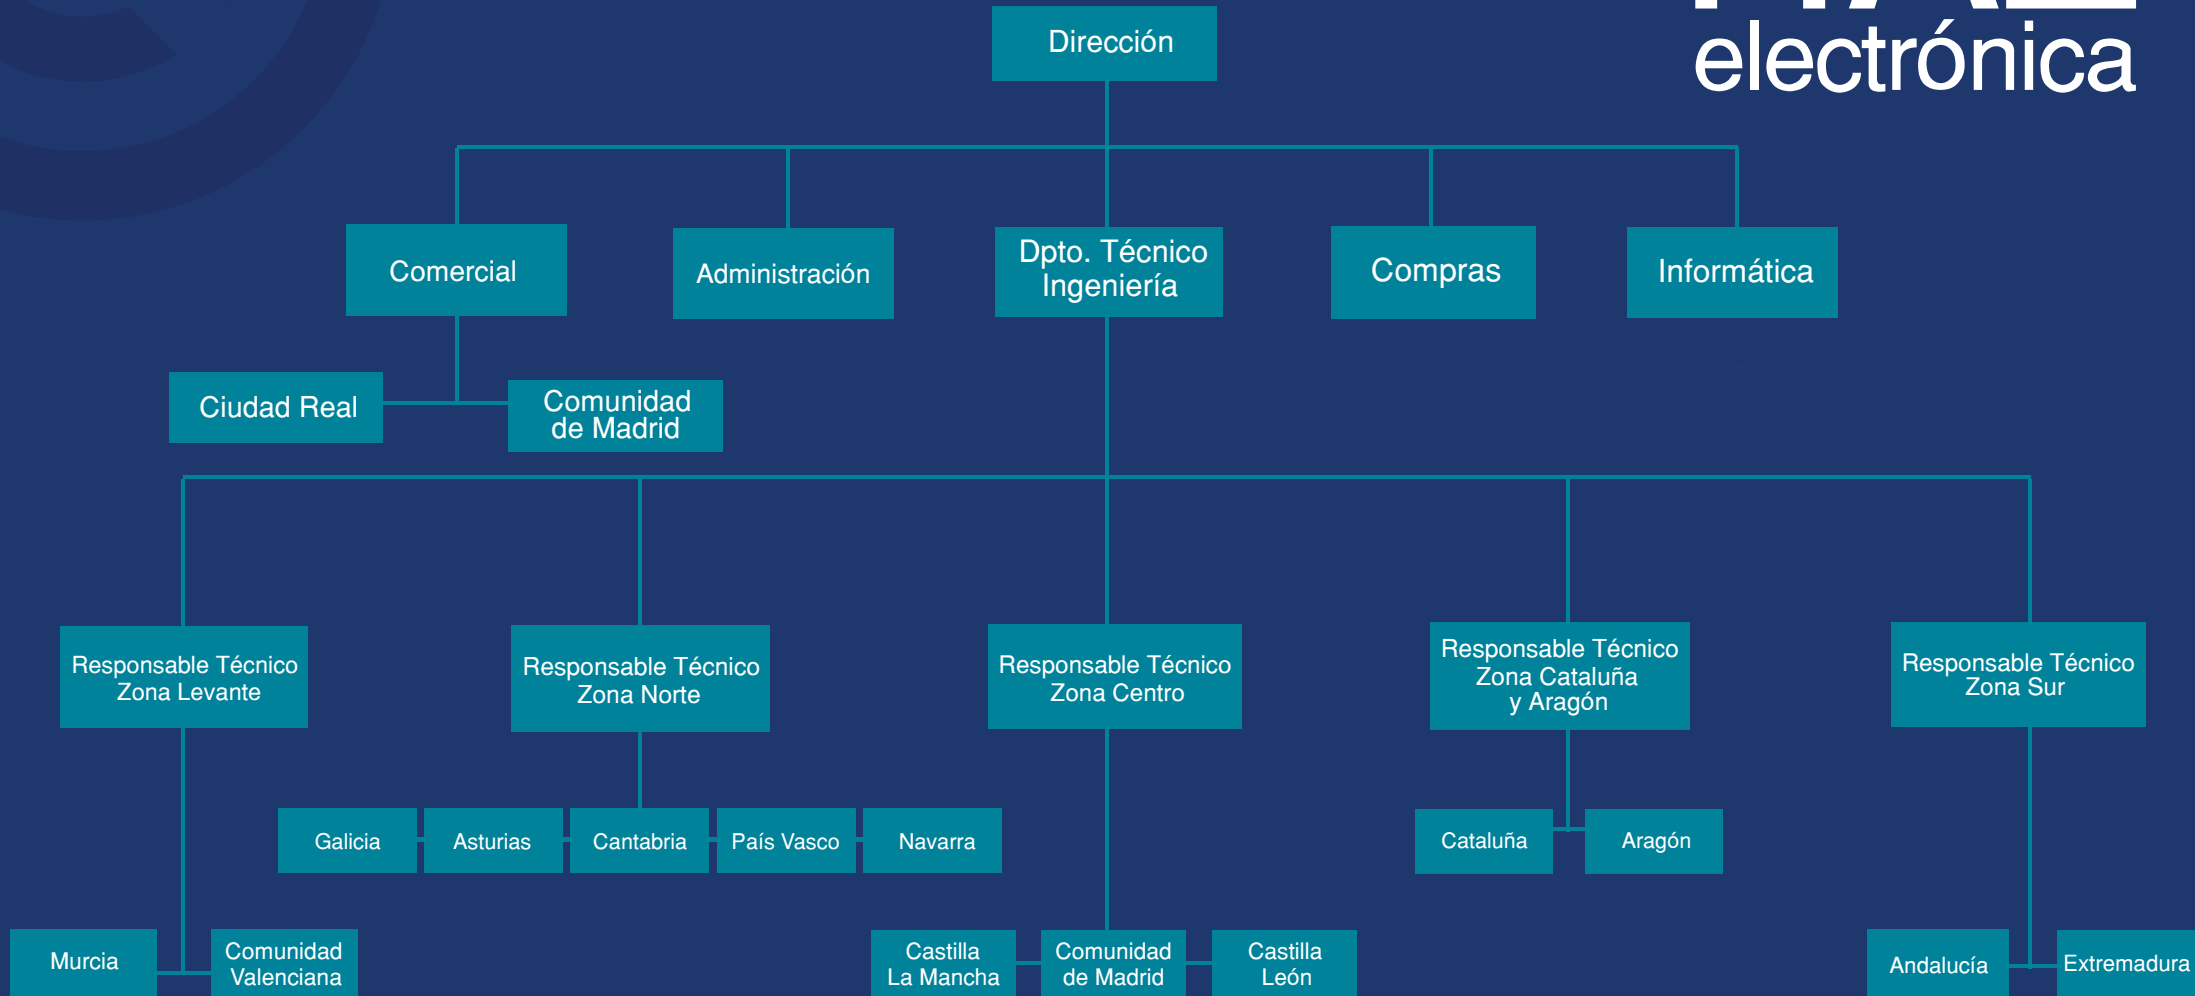 Dirección
electrónica
Comercial
Administración
Dpto. Técnico
Ingeniería
Compras
Informática
Ciudad Real
Comunidad
de Madrid
Responsable Técnico
Zona Levante
Responsable Técnico
Zona Norte
Responsable Técnico
Zona Centro
Responsable Técnico
Zona Cataluña
y Aragón
Responsable Técnico
Zona Sur
Galicia
Asturias
Cantabria
País Vasco
Navarra
Cataluña
Aragón
Murcia
Comunidad
Valenciana
Castilla
La Mancha
Comunidad
de Madrid
Castilla
León
Andalucía
Extremadura